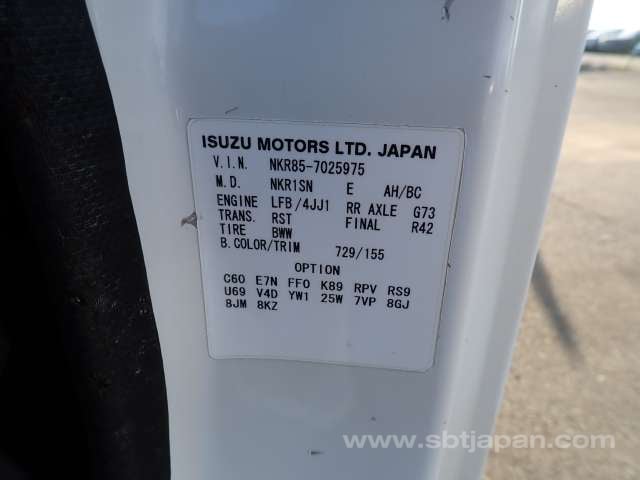 ISUZU MOTORS LTD. JAPAN
V.I.N. NKR85-7025975
M.D. NKR1SN E AH/BC
ENGINE LFB/4JJ1 RR AXLE G73
TRANS. RST FINAL R42
TIRE BWW
B.COLOR/TRIM 729/155
OPTION
C60 E7N FF0 K89 RPV RS9
U69 V4D YW1 25W 7VP 8GJ
8JM 8KZ
www.sbtjapan.com